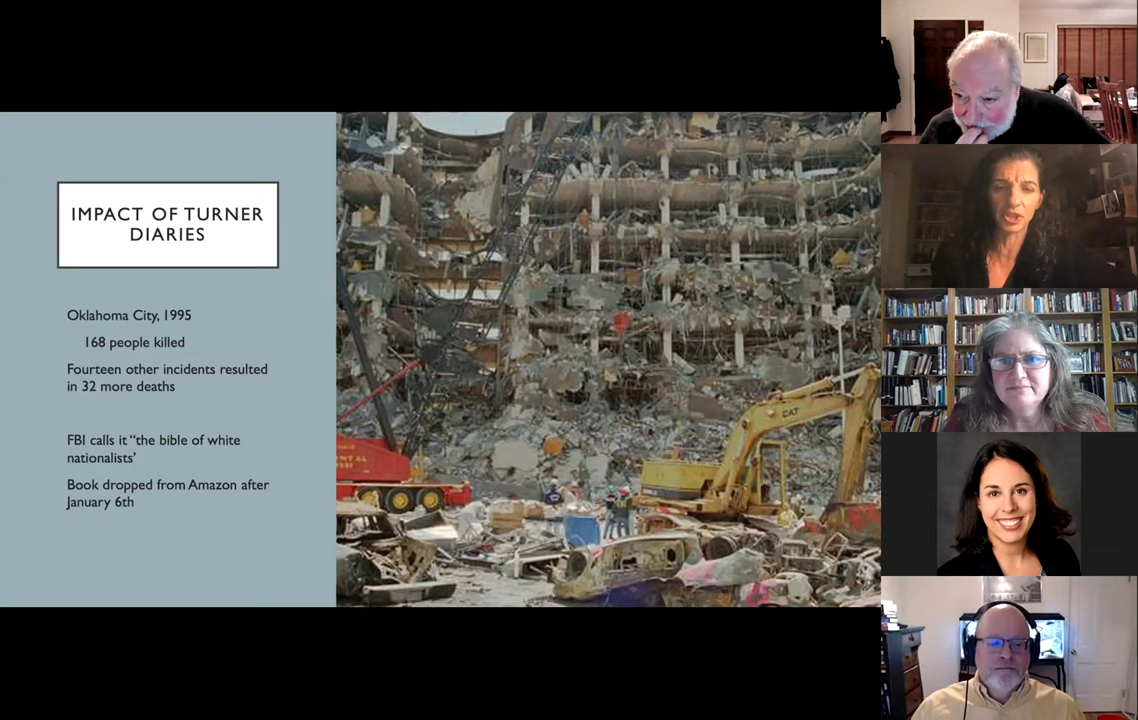 IMPACT OF TURNER
DIARIES
Oklahoma City, 1995
168 people killed
Fourteen other incidents resulted
in 32 more deaths
FBI calls it “the bible of white
nationalists’
Book dropped from Amazon after
January 6th
CAT